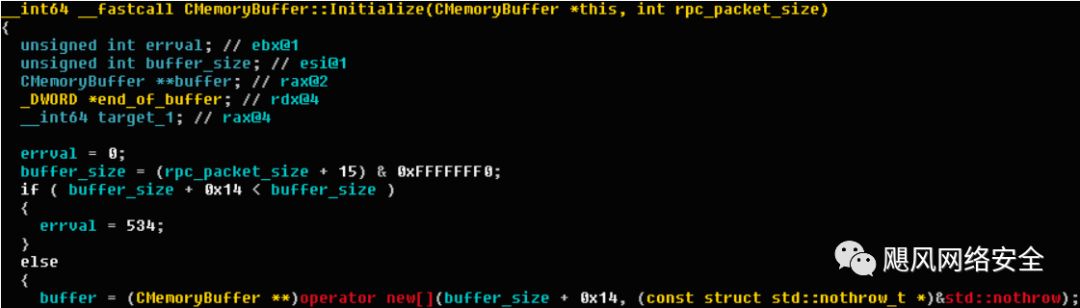 __int64 __fastcall CMemoryBuffer::Initialize(CMemoryBuffer *this, int rpc_packet_size)
{
  unsigned int errval; // ebx@1
  unsigned int buffer_size; // esi@1
  CMemoryBuffer **buffer; // rax@2
  _DWORD *end_of_buffer; // rdx@4
  __int64 target_1; // rax@4

  errval = 0;
  buffer_size = (rpc_packet_size + 15) & 0xFFFFFFF0;
  if ( buffer_size + 0x14 < buffer_size )
  {
    errval = 534;
  }
  else
  {
    buffer = (CMemoryBuffer **)operator new[](buffer_size + 0x14, (const struct std::nothrow_t *)&std::nothrow);
飓风网络安全